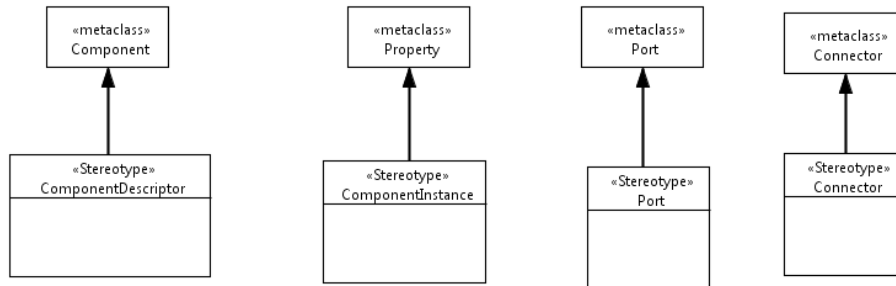 «metaclass»
Component
«metaclass»
Property
«metaclass»
Port
«metaclass»
Connector
«Stereotype»
ComponentDescriptor
«Stereotype»
ComponentInstance
«Stereotype»
Port
«Stereotype»
Connector